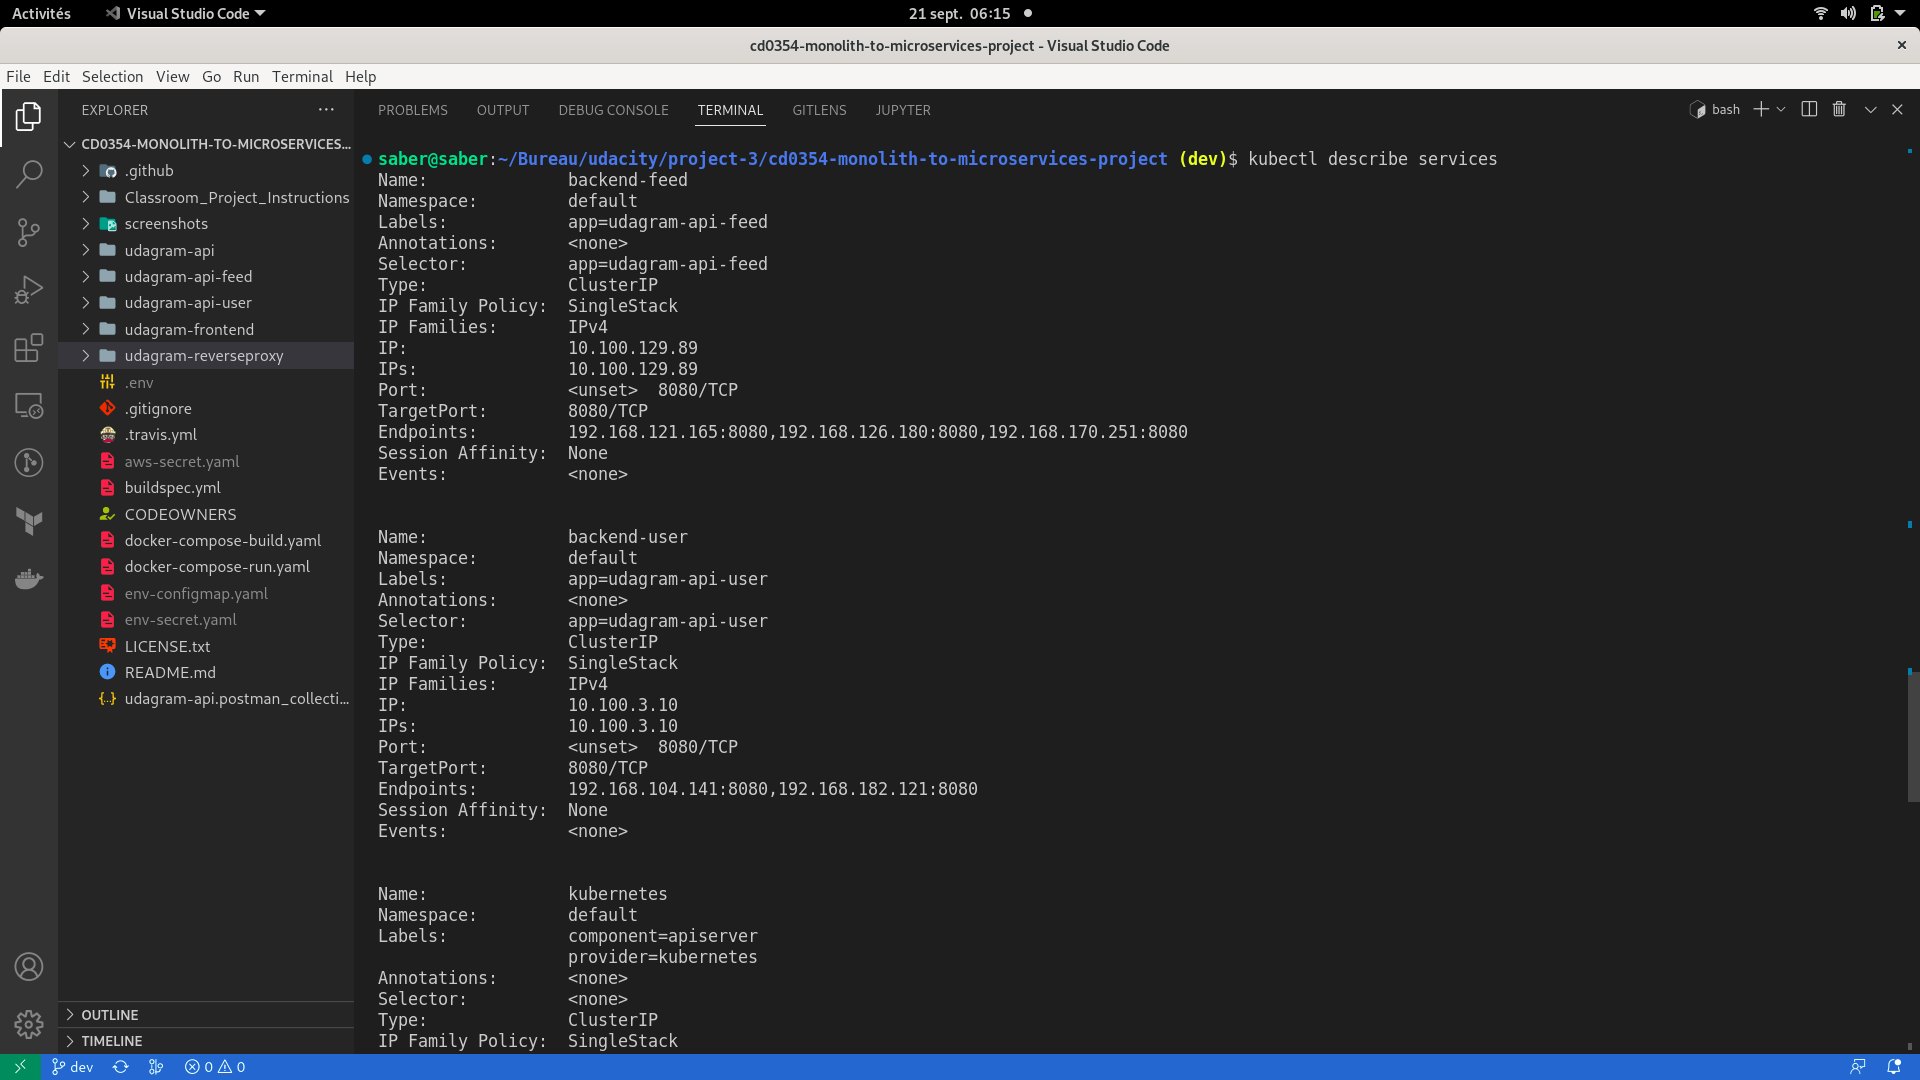 Activités
Visual Studio Code
21 sept. 06:15
cd0354-monolith-to-microservices-project - Visual Studio Code
File Edit Selection View Go Run Terminal Help
EXPLORER
CD0354-MONOLITH-TO-MICROSERVICES...
.github
Classroom_Project_Instructions
screenshots
udagram-api
udagram-api-feed
udagram-api-user
udagram-frontend
udagram-reverseproxy
.env
.gitignore
.travis.yml
aws-secret.yaml
buildspec.yml
CODEOWNERS
docker-compose-build.yaml
docker-compose-run.yaml
env-configmap.yaml
env-secret.yaml
LICENSE.txt
README.md
udagram-api.postman_collecti...
OUTLINE
TIMELINE
PROBLEMS OUTPUT DEBUG CONSOLE TERMINAL GITLENS JUPYTER
bash
saber@saber:~/Bureau/udacity/project-3/cd0354-monolith-to-microservices-project (dev)$ kubectl describe services
Name: backend-feed
Namespace: default
Labels: app=udagram-api-feed
Annotations: <none>
Selector: app=udagram-api-feed
Type: ClusterIP
IP Family Policy: SingleStack
IP Families: IPv4
IP: 10.100.129.89
IPs: 10.100.129.89
Port: <unset> 8080/TCP
TargetPort: 8080/TCP
Endpoints: 192.168.121.165:8080,192.168.126.180:8080,192.168.170.251:8080
Session Affinity: None
Events: <none>
Name: backend-user
Namespace: default
Labels: app=udagram-api-user
Annotations: <none>
Selector: app=udagram-api-user
Type: ClusterIP
IP Family Policy: SingleStack
IP Families: IPv4
IP: 10.100.3.10
IPs: 10.100.3.10
Port: <unset> 8080/TCP
TargetPort: 8080/TCP
Endpoints: 192.168.104.141:8080,192.168.182.121:8080
Session Affinity: None
Events: <none>
Name: kubernetes
Namespace: default
Labels: component=apiserver
provider=kubernetes
Annotations: <none>
Selector: <none>
Type: ClusterIP
IP Family Policy: SingleStack
dev
0
0